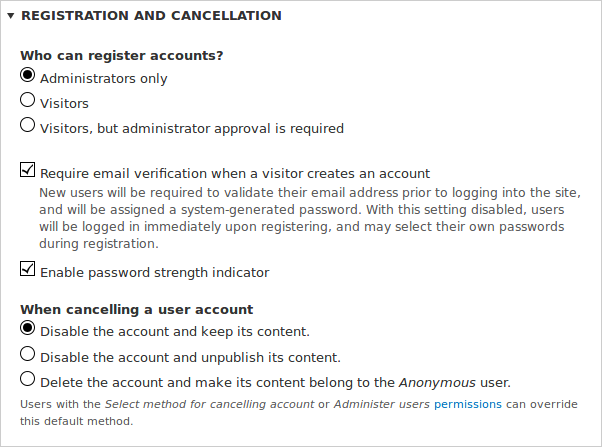 REGISTRATION AND CANCELLATION
Who can register accounts?
Administrators only
Visitors
Visitors, but administrator approval is required
Require email verification when a visitor creates an account
New users will be required to validate their email address prior to logging into the site,
and will be assigned a system-generated password. With this setting disabled, users
will be logged in immediately upon registering, and may select their own passwords
during registration.
Enable password strength indicator
When cancelling a user account
Disable the account and keep its content.
Disable the account and unpublish its content.
Delete the account and make its content belong to the Anonymous user.
Users with the Select method for cancelling account or Administer users permissions can override
this default method.